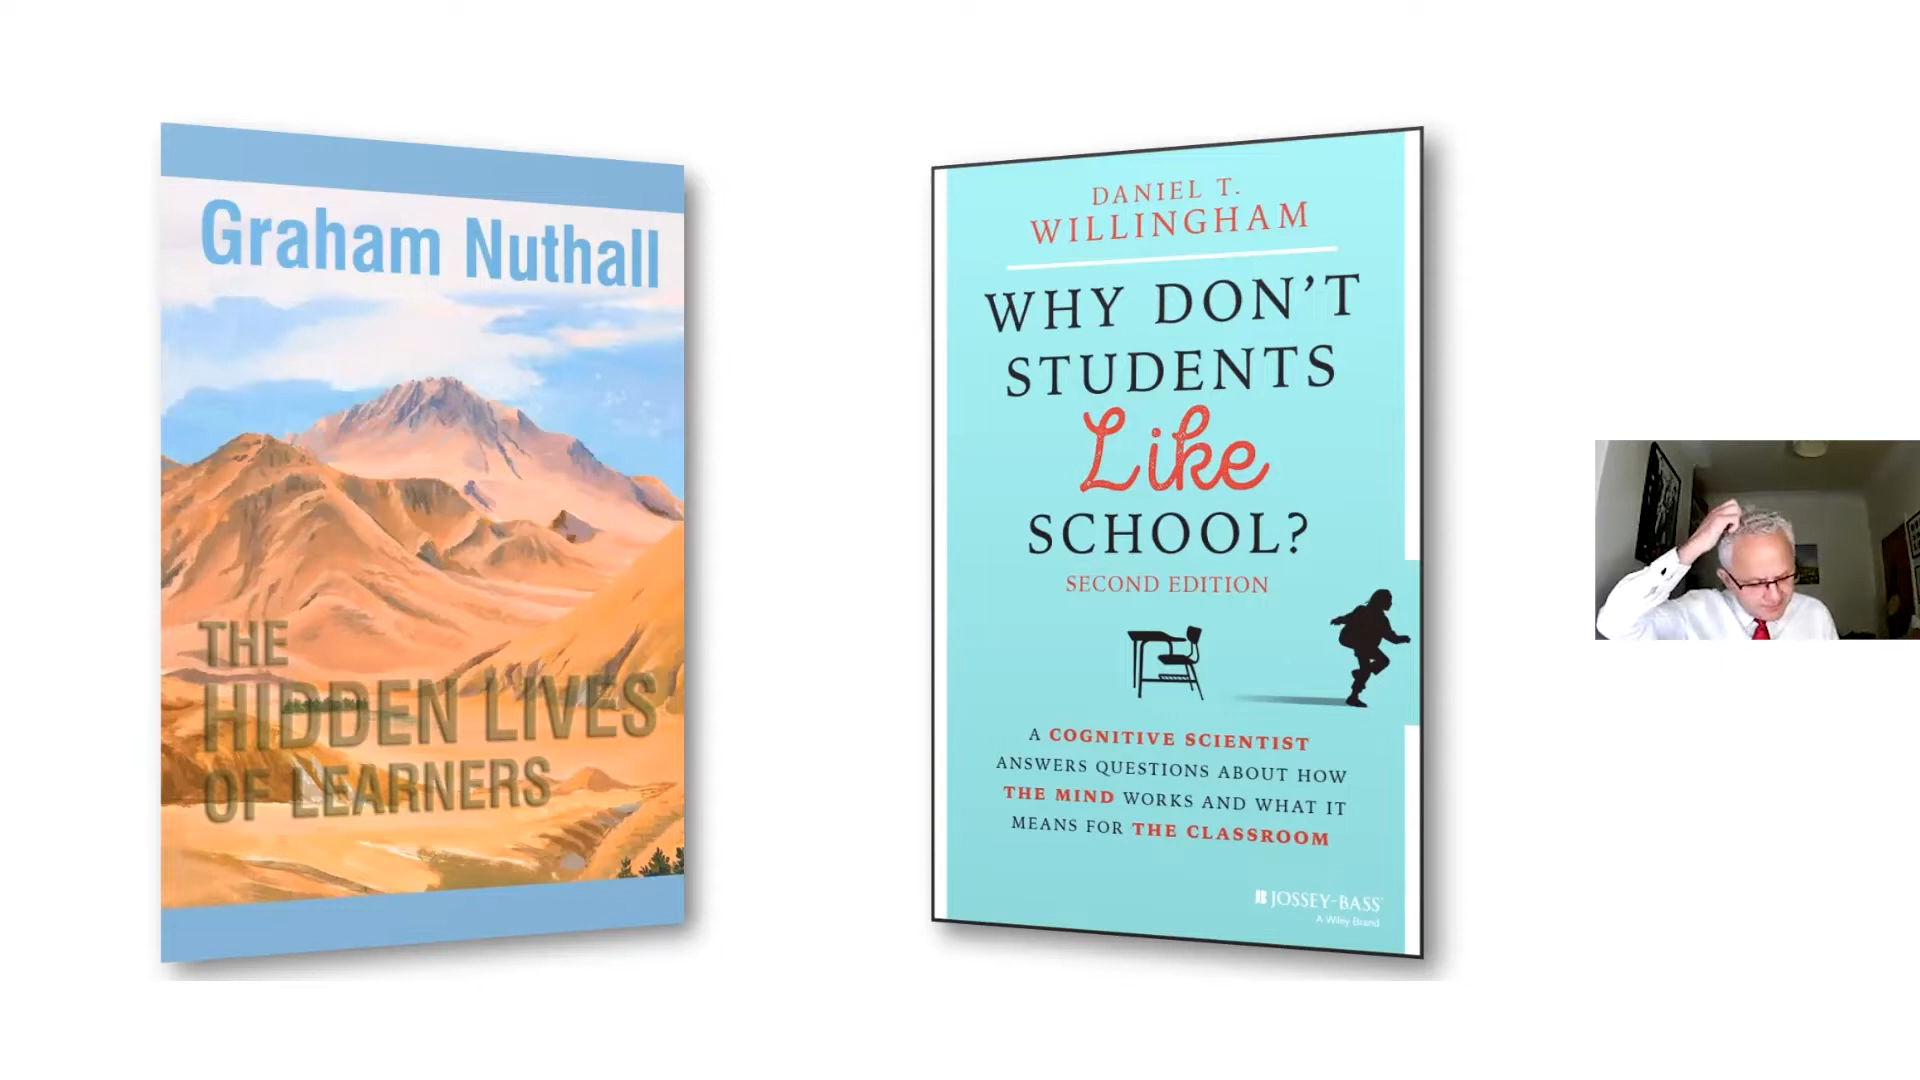 Graham Nuthall
THE
HIDDEN LIVES
OF LEARNERS
DANIEL T.
WILLINGHAM
WHY DON'T
STUDENTS
Like
SCHOOL?
SECOND EDITION
A COGNITIVE SCIENTIST
ANSWERS QUESTIONS ABOUT HOW
THE MIND WORKS AND WHAT IT
MEANS FOR THE CLASSROOM
JB JOSSEY-BASS
A Wiley Brand